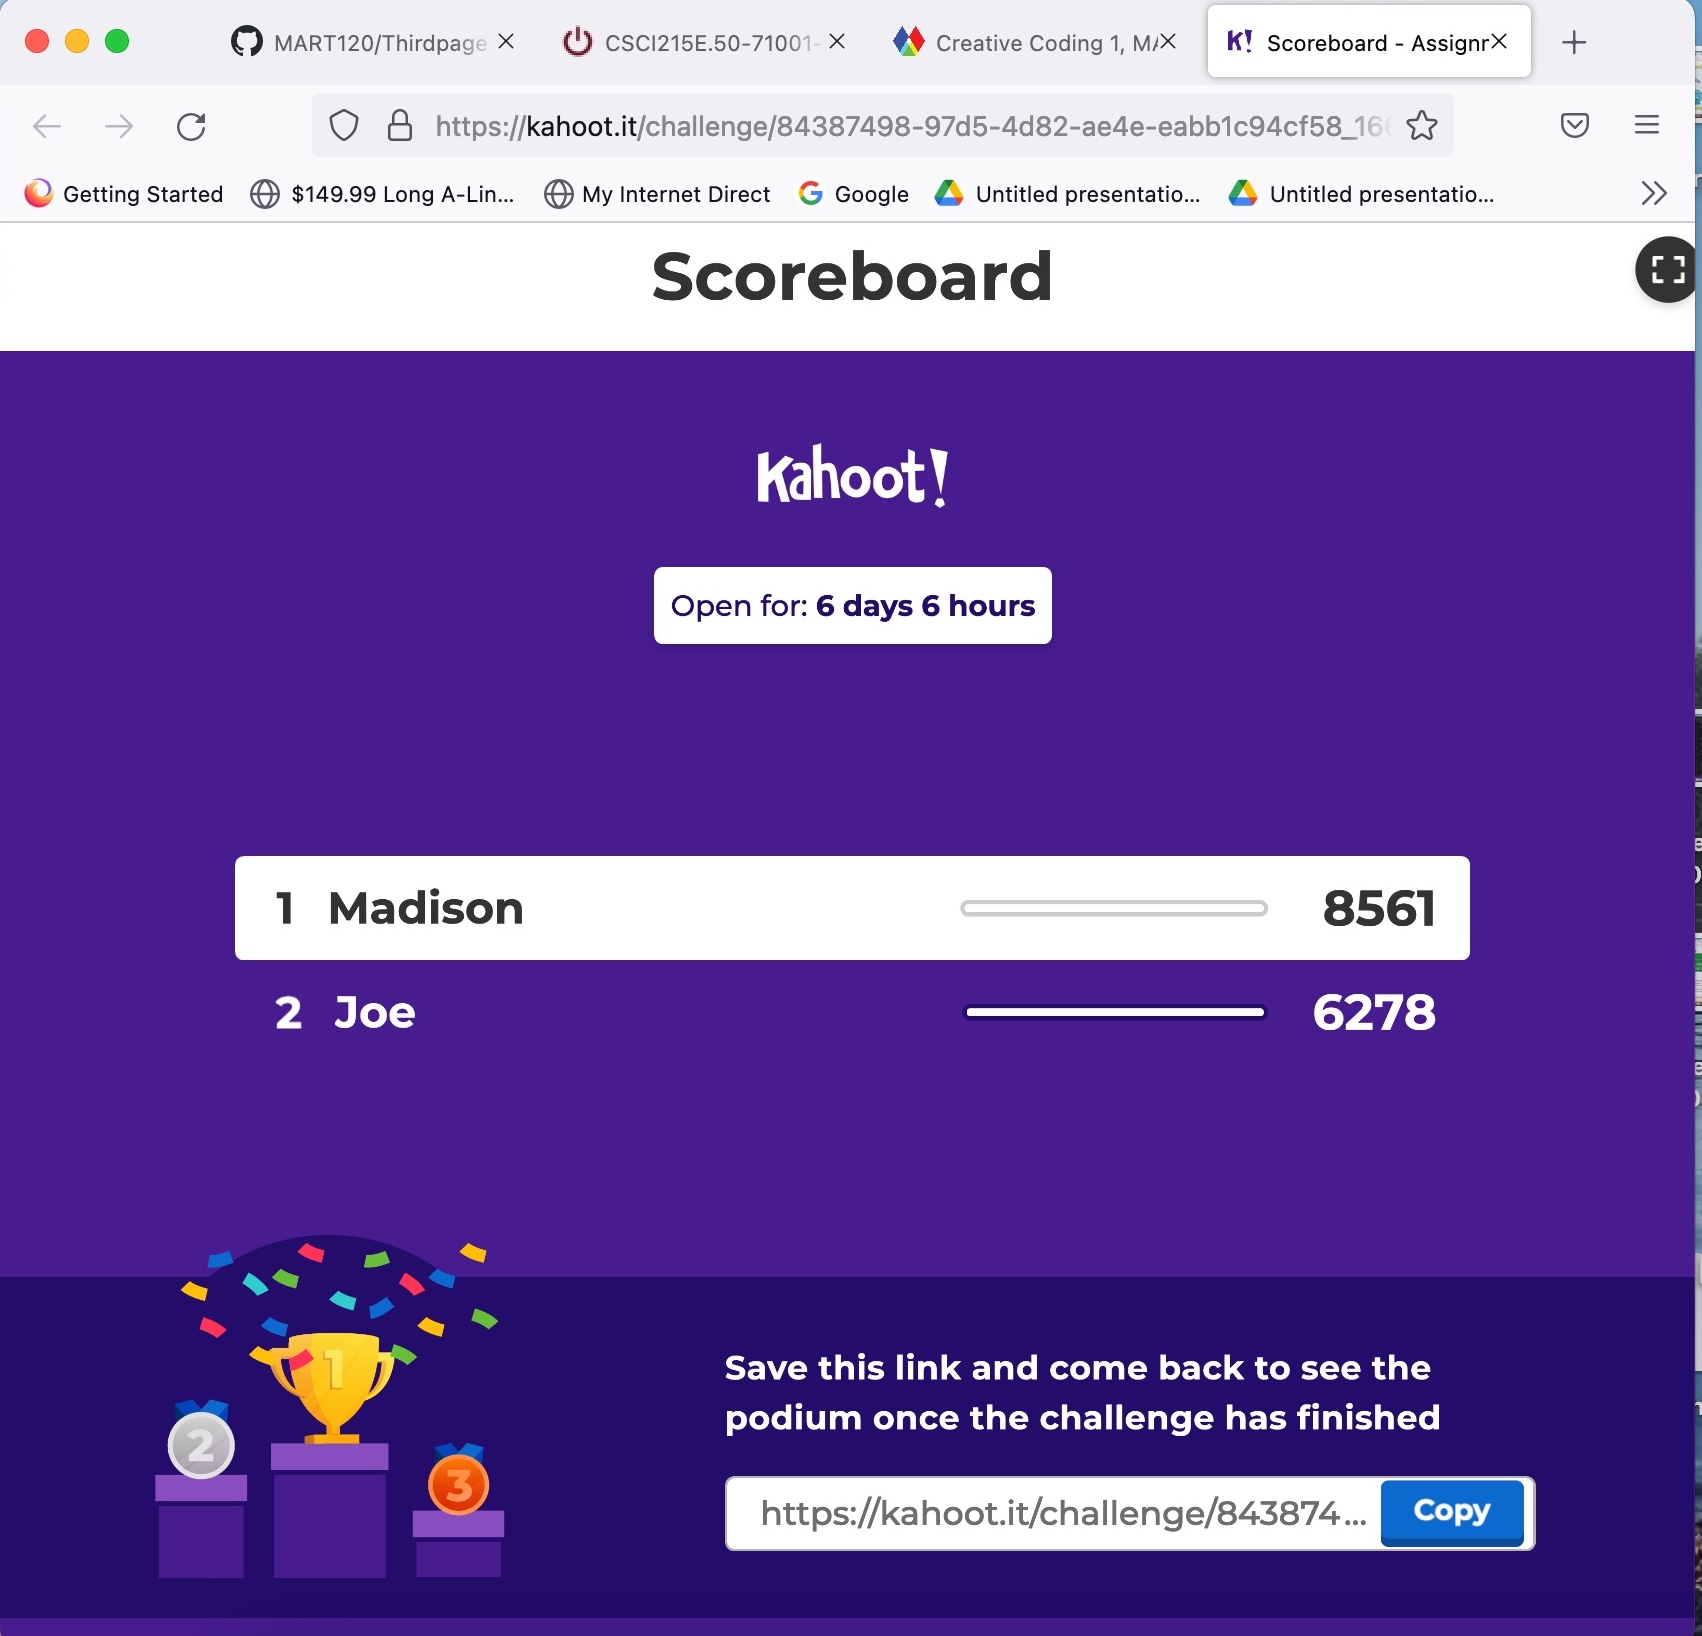 MART120/Thirdpage
CSCI215E.50-71001-
Creative Coding 1, MA
K! Scoreboard - Assignr
https://kahoot.it/challenge/84387498-97d5-4d82-ae4e-eabb1c94cf58_166
Getting Started
$149.99 Long A-Lin...
My Internet Direct
Google
Untitled presentatio...
Untitled presentatio...
Scoreboard
Kahoot!
Open for: 6 days 6 hours
1 Madison 8561
2 Joe 6278
1
2
3
Save this link and come back to see the
podium once the challenge has finished
https://kahoot.it/challenge/843874...
Copy